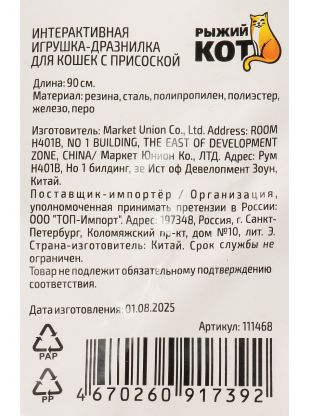 ИНТЕРАКТИВНАЯ
ИГРУШКА-ДРАЗНИЛКА
ДЛЯ КОШЕК С ПРИСОСКОЙ
РЫЖИЙ
КОТ
Длина: 90 см.
Материал: резина, сталь, полипропилен, полиэстер,
железо, перо
Изготовитель: Market Union Co., Ltd. Address: ROOM
H401B, NO 1 BUILDING, THE EAST OF DEVELOPMENT
ZONE, CHINA/ Маркет Юнион Ко., ЛТД. Адрес: Рум
H401B, Но 1 билдинг, зе Ист оф Девелопмент Зоун,
Китай.
Поставщик-импортёр / Организация,
уполномоченная принимать претензии в России:
ООО "ТОП-Импорт". Адрес: 197348, Россия, г. Санкт-
Петербург, Коломяжский пр-кт, дом №10, лит. Э.
Страна-изготовитель: Китай. Срок службы не
ограничен.
Товар не подлежит обязательному подтверждению
соответствия.
Дата изготовления: 01.08.2025
Артикул: 111468
PAP
PP
4 670260 917392